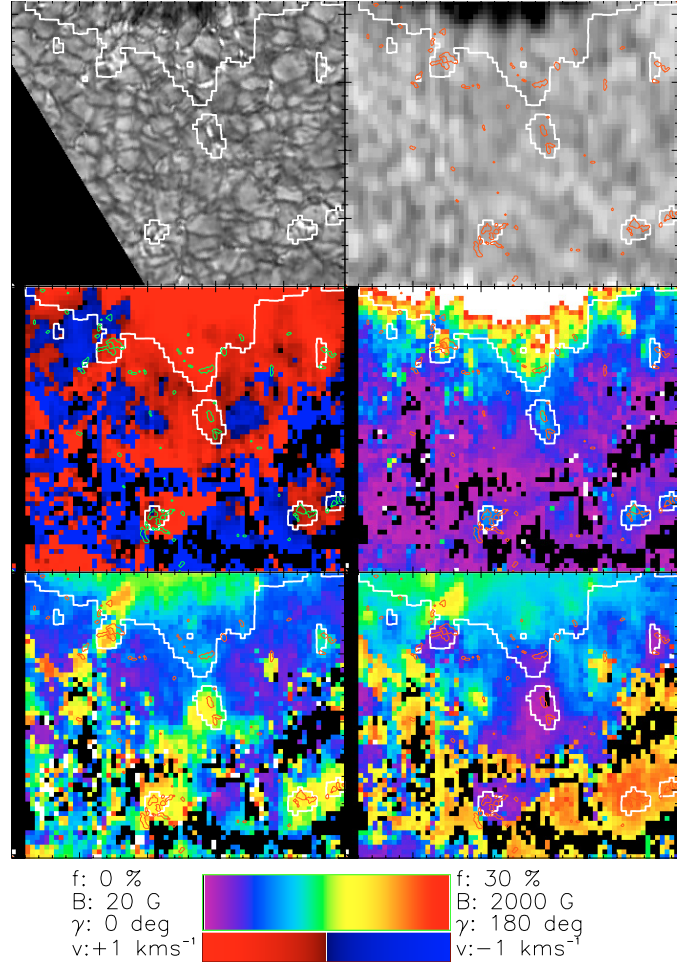 f: 0 %
B: 20 G
γ: 0 deg
v:+1 kms⁻¹
f: 30 %
B: 2000 G
γ: 180 deg
v:−1 kms⁻¹